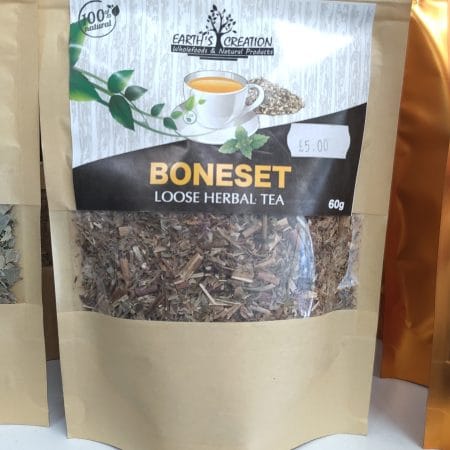 100%
natural
EARTH'S CREATION
Wholefoods & Natural Products
£5.00
BONESET
LOOSE HERBAL TEA
60g